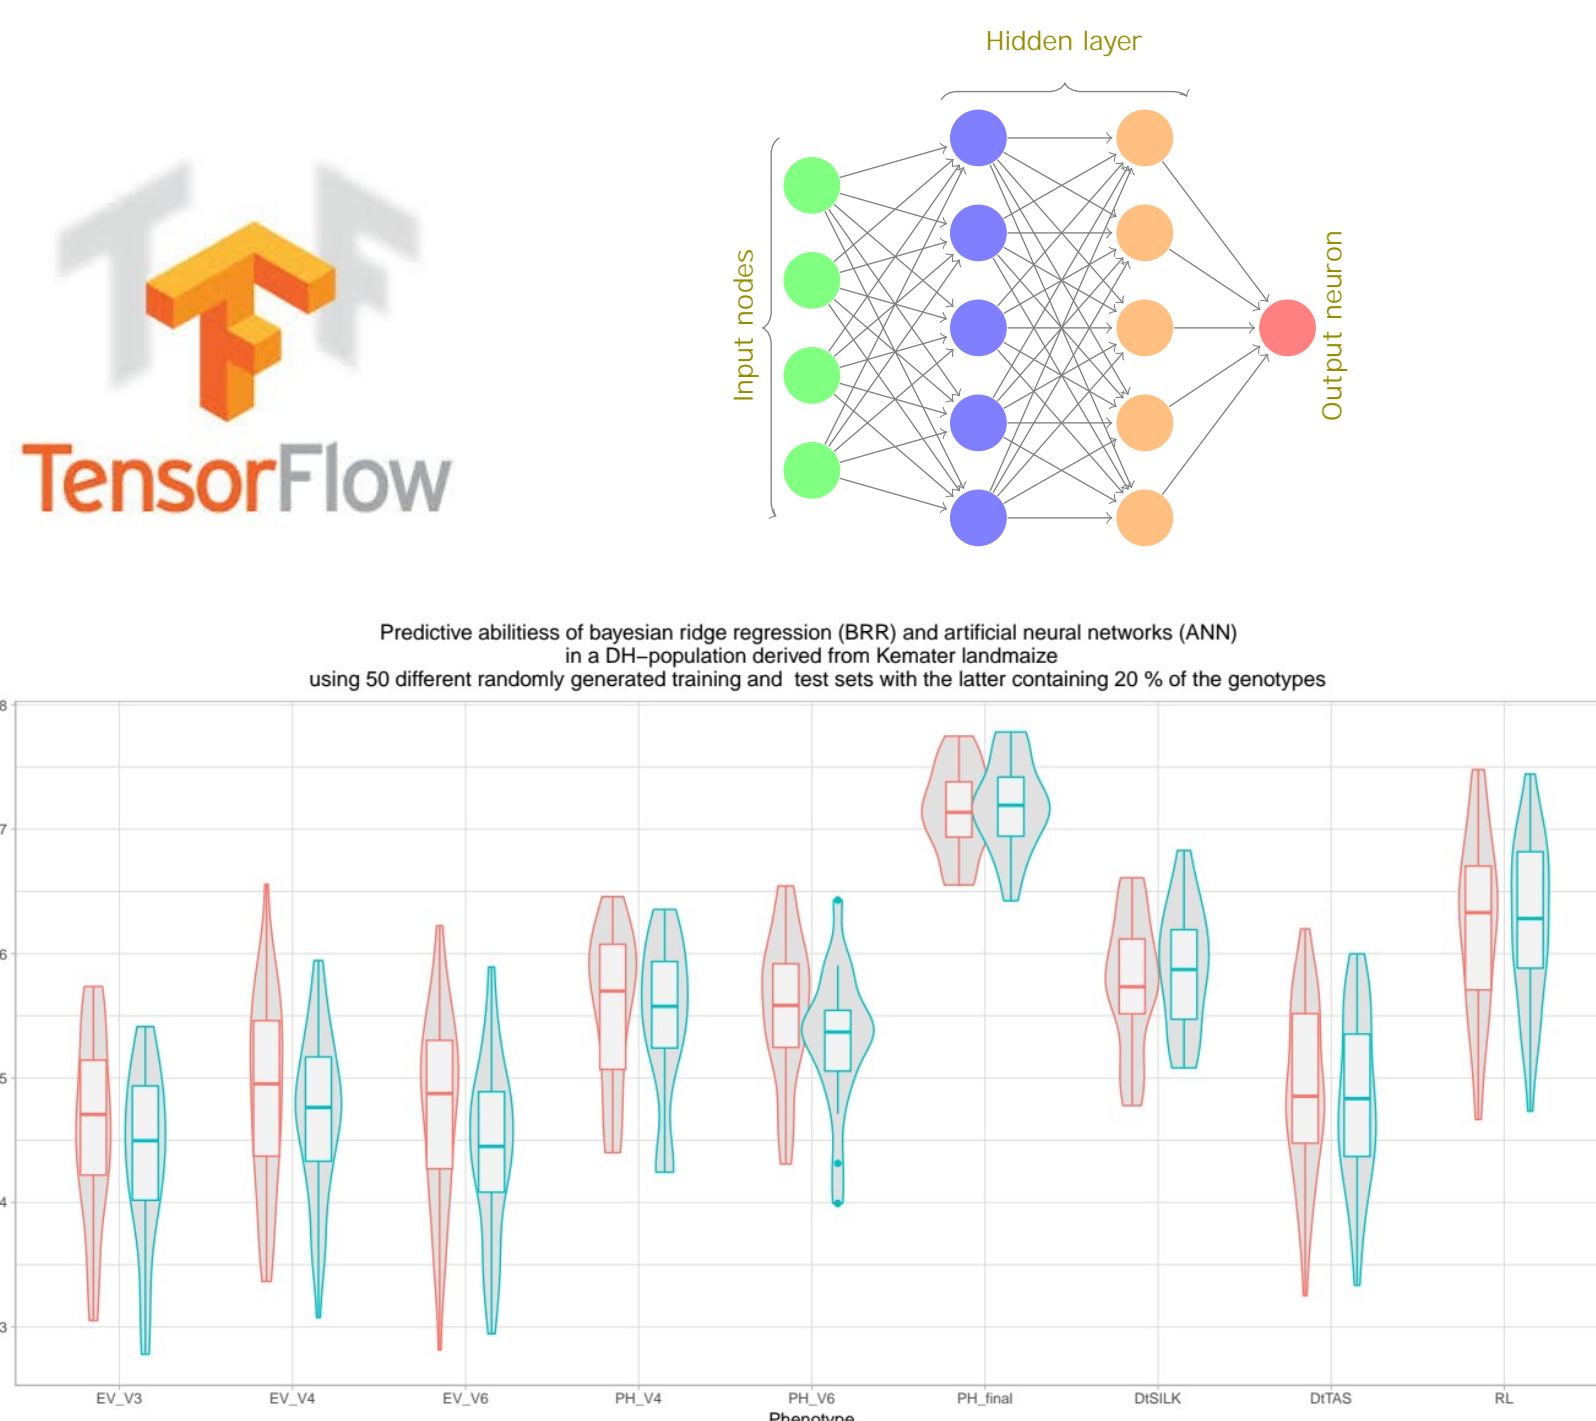 Hidden layer
Input nodes
Output neuron
TensorFlow
Predictive abilitiess of bayesian ridge regression (BRR) and artificial neural networks (ANN)
in a DH−population derived from Kemater landmaize
using 50 different randomly generated training and  test sets with the latter containing 20 % of the genotypes
8
7
6
5
4
3
EV_V3 EV_V4 EV_V6 PH_V4 PH_V6 PH_final DtSILK DtTAS RL
Phenotype